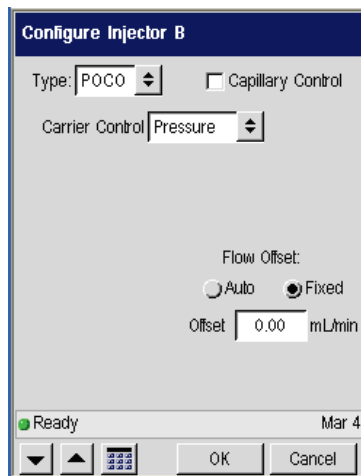 Configure Injector B
Type: POCO Capillary Control
Carrier Control Pressure
Flow Offset:
Auto Fixed
Offset 0.00 mL/min
Ready Mar 4
OK Cancel